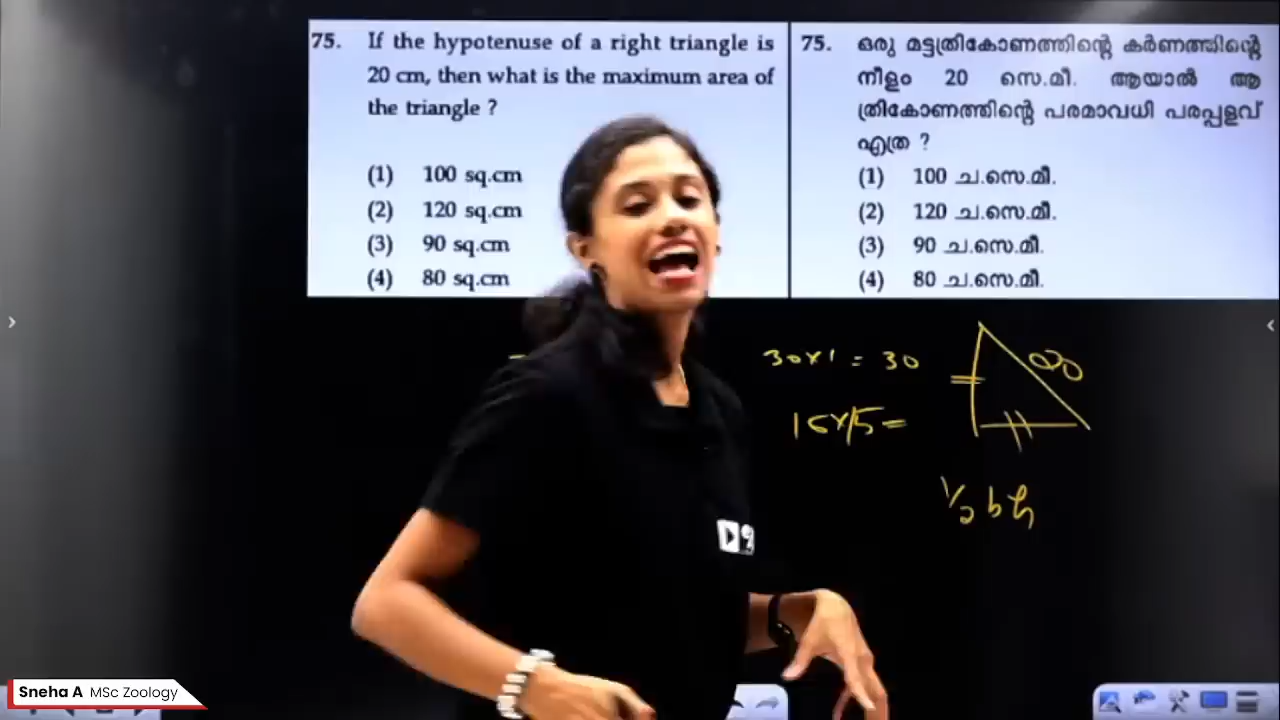 75. If the hypotenuse of a right triangle is
20 cm, then what is the maximum area of
the triangle ?
(1) 100 sq.cm
(2) 120 sq.cm
(3) 90 sq.cm
(4) 80 sq.cm
75. ഒരു മട്ടത്രികോണത്തിന്റെ കർണത്തിന്റെ
നീളം 20 സെ.മീ. ആയാൽ ആ
ത്രികോണത്തിന്റെ പരമാവധി പരപ്പളവ്
എത്ര ?
(1) 100 ച.സെ.മീ.
(2) 120 ച.സെ.മീ.
(3) 90 ച.സെ.മീ.
(4) 80 ച.സെ.മീ.
30×1 = 30
15×15=
20
1/2 b h
Sneha A MSc Zoology